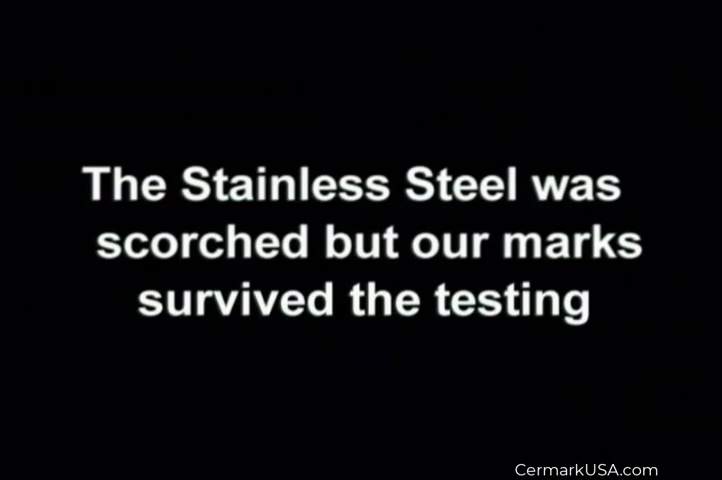 The Stainless Steel was
scorched but our marks
survived the testing
CermarkUSA.com